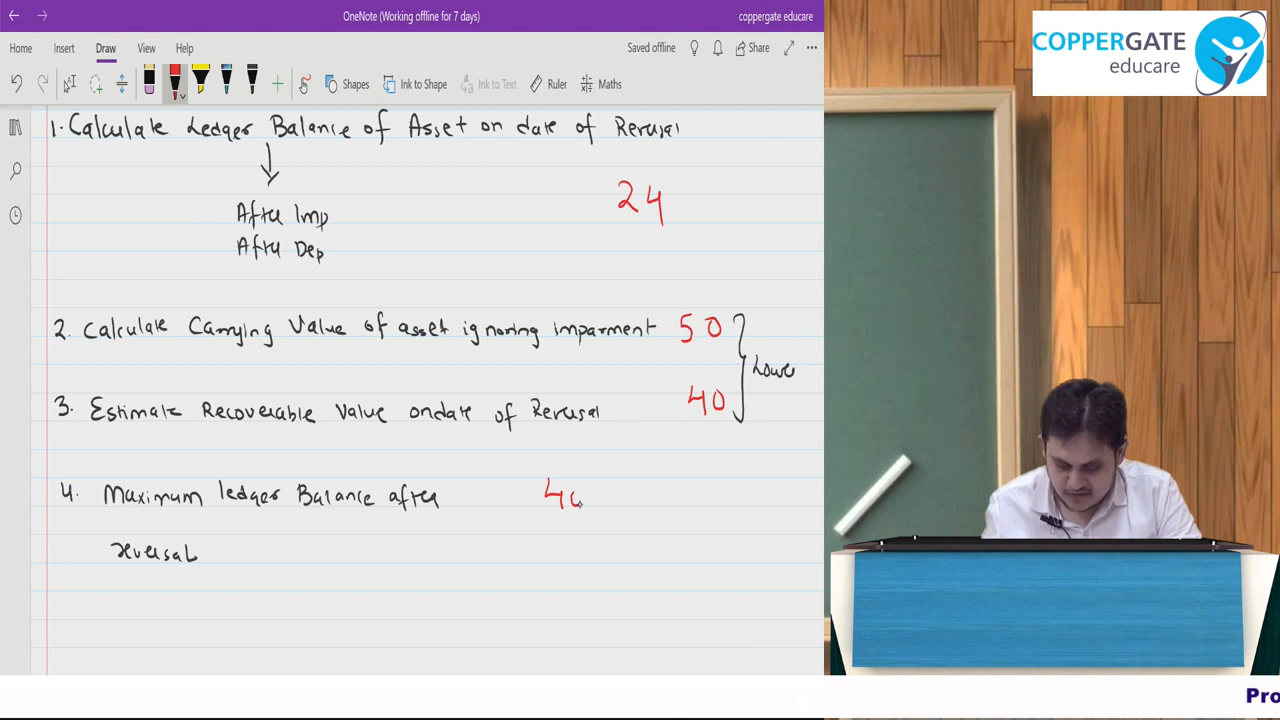 OneNote (Working offline for 7 days)
coppergate educare
Home Insert Draw View Help
Saved offline
Share
Shapes
Ink to Shape
Ink to Text
Ruler
Maths
COPPERGATE
educare
1. Calculate Ledger Balance of Asset on date of Reversal
After Imp
After Dep
24
2. Calculate Carrying Value of asset ignoring imparment 50
Lower
3. Estimate Recoverable Value on date of Reversal 40
4. Maximum ledger Balance after
reversal
Pro